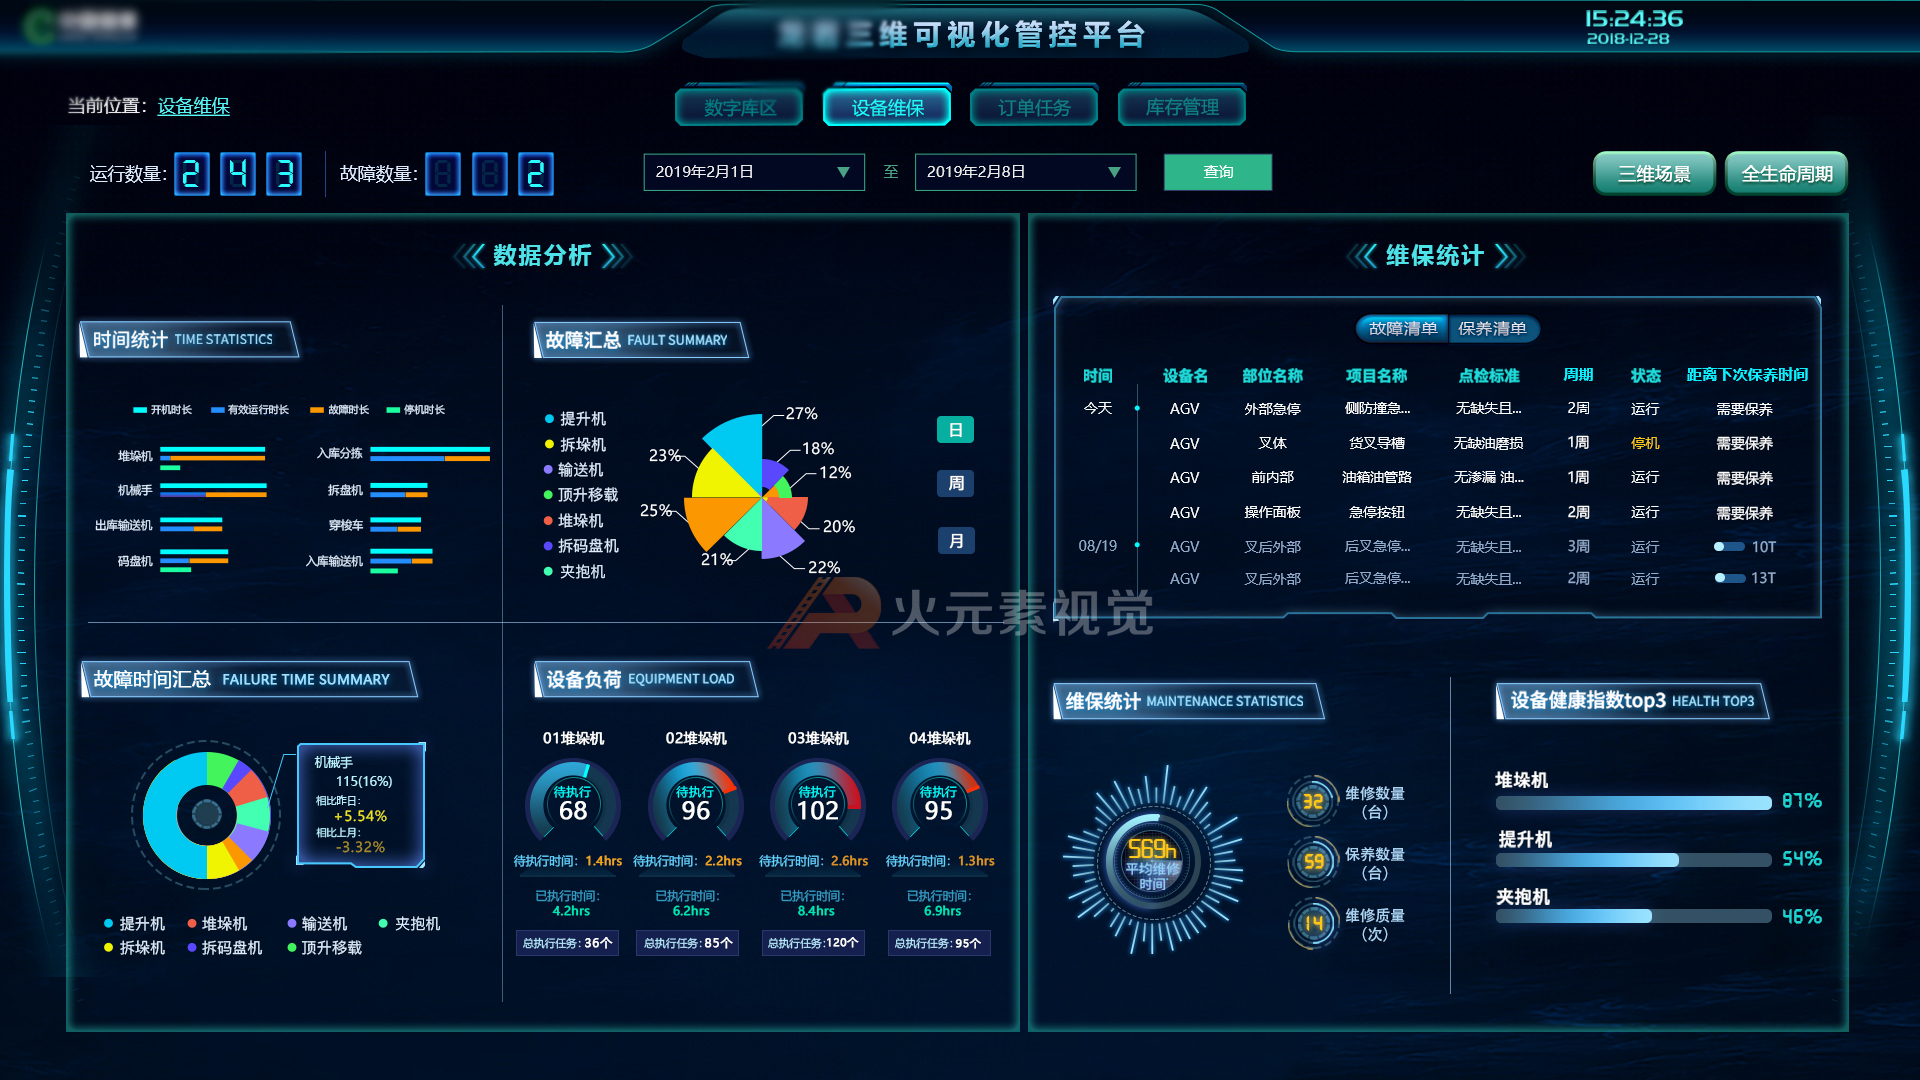 三维可视化管控平台
15:24:36
2018-12-28
当前位置：设备维保
数字库区
设备维保
订单任务
库存管理
运行数量：243
故障数量：2
2019年2月1日
至
2019年2月8日
查询
三维场景
全生命周期
数据分析
时间统计 TIME STATISTICS
开机时长
有效运行时长
故障时长
停机时长
堆垛机
入库分拣
机械手
拆盘机
出库输送机
穿梭车
码盘机
入库输送机
故障汇总 FAULT SUMMARY
提升机
拆垛机
输送机
顶升移载
堆垛机
拆码盘机
夹抱机
27%
18%
12%
20%
22%
21%
25%
23%
日
周
月
故障时间汇总 FAILURE TIME SUMMARY
机械手
115(16%)
相比昨日：
+5.54%
相比上月：
-3.32%
提升机
堆垛机
输送机
夹抱机
拆垛机
拆码盘机
顶升移载
设备负荷 EQUIPMENT LOAD
01堆垛机
02堆垛机
03堆垛机
04堆垛机
待执行
68
待执行
96
待执行
102
待执行
95
待执行时间：1.4hrs
待执行时间：2.2hrs
待执行时间：2.6hrs
待执行时间：1.3hrs
已执行时间：
4.2hrs
已执行时间：
6.2hrs
已执行时间：
8.4hrs
已执行时间：
6.9hrs
总执行任务：36个
总执行任务：85个
总执行任务：120个
总执行任务：95个
维保统计
故障清单
保养清单
时间 设备名 部位名称 项目名称 点检标准 周期 状态 距离下次保养时间
今天 AGV 外部急停 侧防撞急... 无缺失且... 2周 运行 需要保养
AGV 叉体 货叉导槽 无缺油磨损 1周 停机 需要保养
AGV 前内部 油箱油管路 无渗漏 油... 1周 运行 需要保养
AGV 操作面板 急停按钮 无缺失且... 2周 运行 需要保养
08/19 AGV 叉后外部 后叉急停... 无缺失且... 3周 运行 10T
AGV 叉后外部 后叉急停... 无缺失且... 2周 运行 13T
火元素视觉
维保统计 MAINTENANCE STATISTICS
569h
平均维修
时间
32
维修数量
（台）
59
保养数量
（台）
14
维修质量
（次）
设备健康指数top3 HEALTH TOP3
堆垛机
87%
提升机
54%
夹抱机
46%